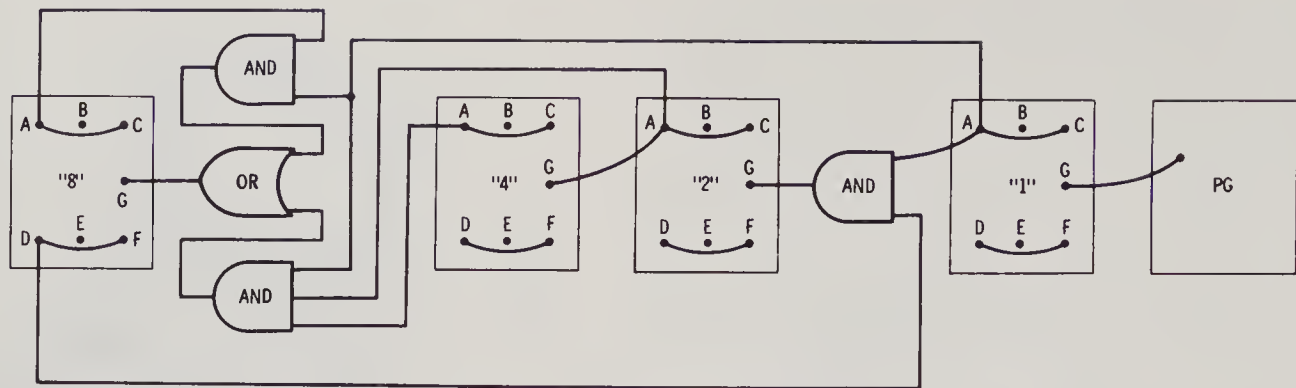 AND
A B C
"8"
G
D E F
OR
AND
A B C
"4"
G
D E F
A B C
"2"
G
D E F
AND
A B C
"1"
G
D E F
PG